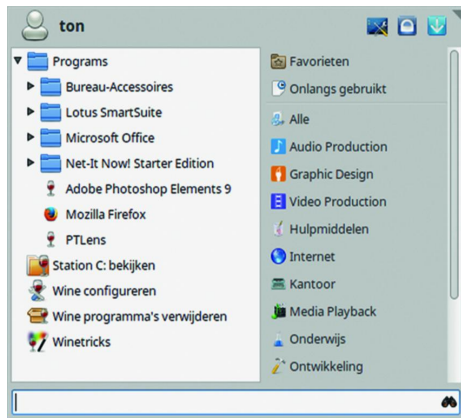 ton
Programs
Bureau-Accessoires
Lotus SmartSuite
Microsoft Office
Net-It Now! Starter Edition
Adobe Photoshop Elements 9
Mozilla Firefox
PTLens
Station C: bekijken
Wine configureren
Wine programma's verwijderen
Winetricks
Favorieten
Onlangs gebruikt
Alle
Audio Production
Graphic Design
Video Production
Hulpmiddelen
Internet
Kantoor
Media Playback
Onderwijs
Ontwikkeling